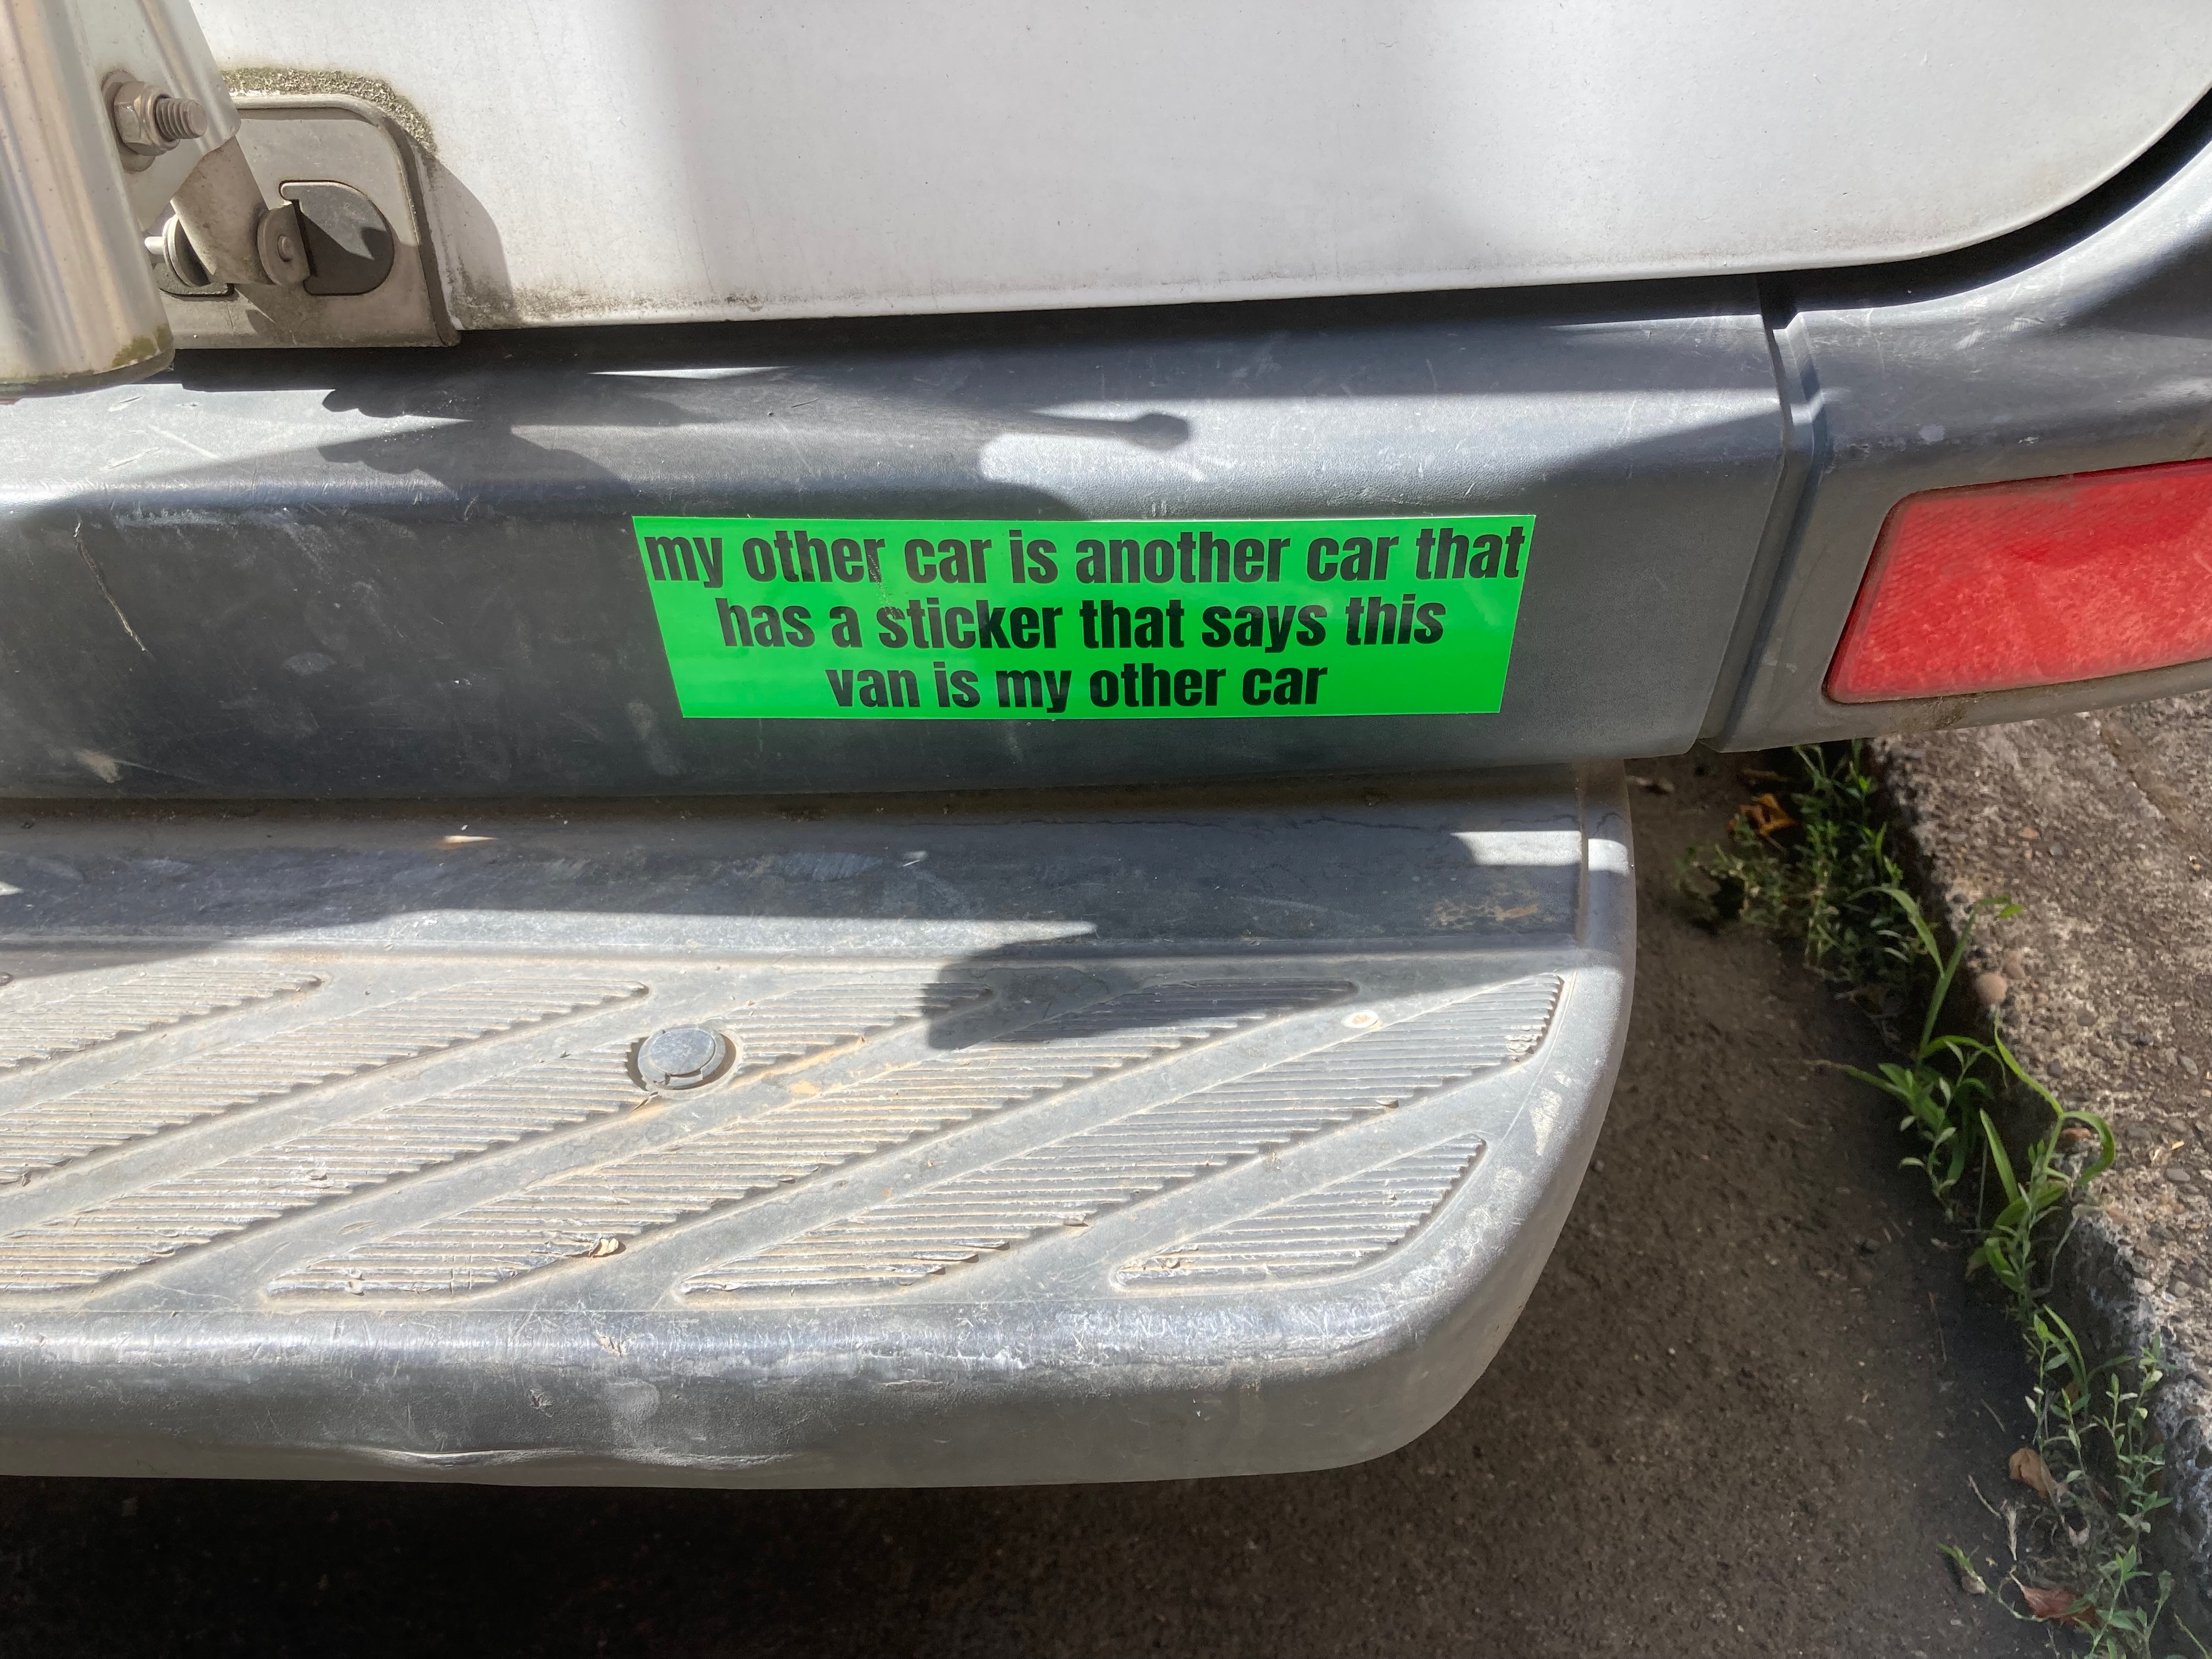 my other car is another car that
has a sticker that says this
van is my other car